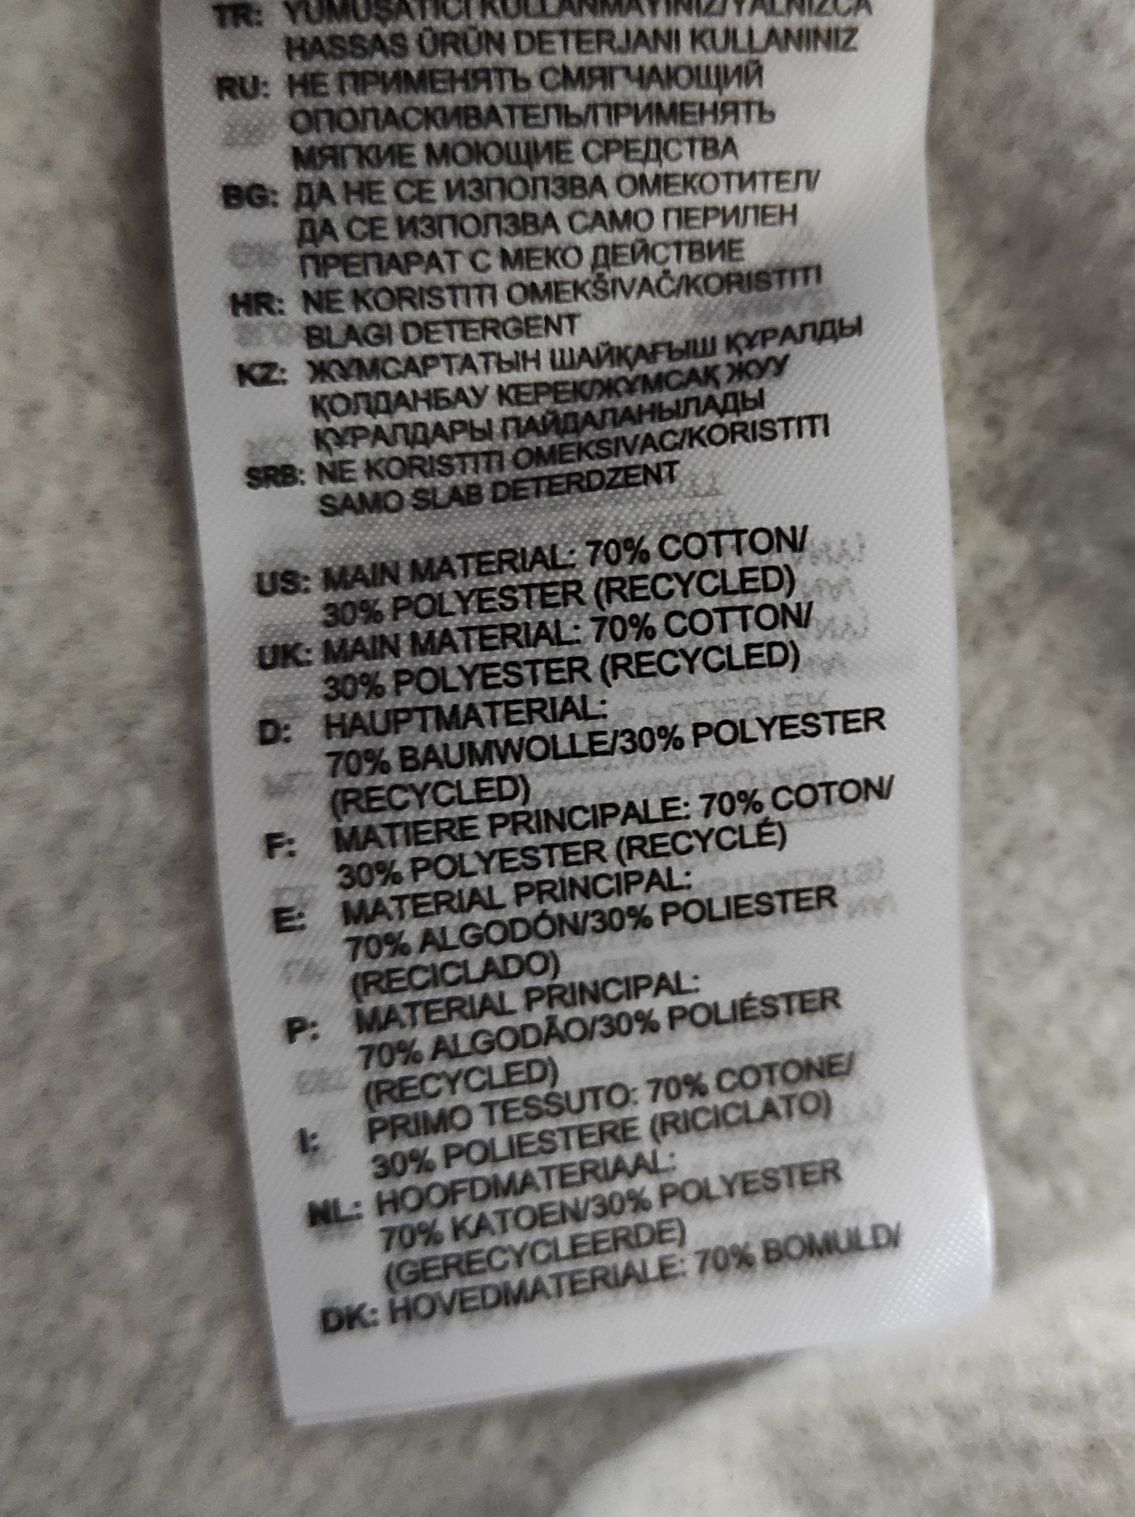 TR: YUMUŞATICI KULLANMAYINIZ/YALNIZCA
HASSAS ÜRÜN DETERJANI KULLANINIZ
RU: НЕ ПРИМЕНЯТЬ СМЯГЧАЮЩИЙ
ОПОЛАСКИВАТЕЛЬ/ПРИМЕНЯТЬ
МЯГКИЕ МОЮЩИЕ СРЕДСТВА
BG: ДА НЕ СЕ ИЗПОЛЗВА ОМЕКОТИТЕЛ/
ДА СЕ ИЗПОЛЗВА САМО ПЕРИЛЕН
ПРЕПАРАТ С МЕКО ДЕЙСТВИЕ
HR: NE KORISTITI OMEKŠIVAČ/KORISTITI
BLAGI DETERGENT
KZ: ЖҰМСАРТАТЫН ШАЙҚАҒЫШ ҚҰРАЛДЫ
ҚОЛДАНБАУ КЕРЕК/ЖҰМСАҚ ЖУУ
ҚҰРАЛДАРЫ ПАЙДАЛАНЫЛАДЫ
SRB: NE KORISTITI OMEKSIVAC/KORISTITI
SAMO SLAB DETERDZENT
US: MAIN MATERIAL: 70% COTTON/
30% POLYESTER (RECYCLED)
UK: MAIN MATERIAL: 70% COTTON/
30% POLYESTER (RECYCLED)
D: HAUPTMATERIAL:
70% BAUMWOLLE/30% POLYESTER
(RECYCLED)
F: MATIERE PRINCIPALE: 70% COTON/
30% POLYESTER (RECYCLÉ)
E: MATERIAL PRINCIPAL:
70% ALGODÓN/30% POLIESTER
(RECICLADO)
P: MATERIAL PRINCIPAL:
70% ALGODÃO/30% POLIÉSTER
(RECYCLED)
I: PRIMO TESSUTO: 70% COTONE/
30% POLIESTERE (RICICLATO)
NL: HOOFDMATERIAAL:
70% KATOEN/30% POLYESTER
(GERECYCLEERDE)
DK: HOVEDMATERIALE: 70% BOMULD/